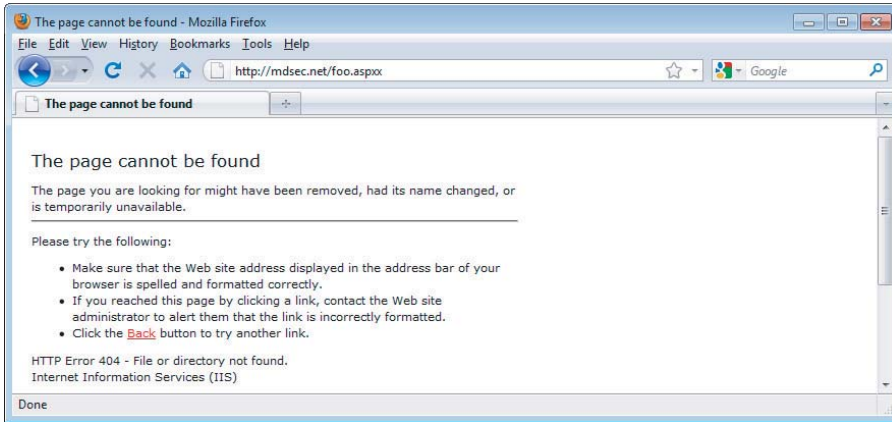 The page cannot be found - Mozilla Firefox
File Edit View History Bookmarks Tools Help
http://mdsec.net/foo.aspxx
Google
The page cannot be found
The page cannot be found
The page you are looking for might have been removed, had its name changed, or
is temporarily unavailable.
Please try the following:
• Make sure that the Web site address displayed in the address bar of your
browser is spelled and formatted correctly.
• If you reached this page by clicking a link, contact the Web site
administrator to alert them that the link is incorrectly formatted.
• Click the Back button to try another link.
HTTP Error 404 - File or directory not found.
Internet Information Services (IIS)
Done